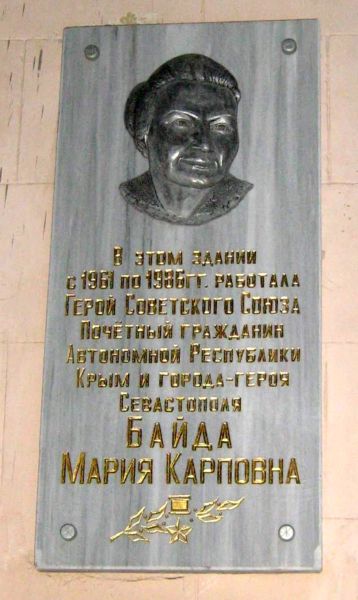 В этом здании
с 1961 по 1986гг. работала
Герой Советского Союза
Почётный гражданин
Автономной Республики
Крым и города-героя
Севастополя
Байда
Мария Карповна